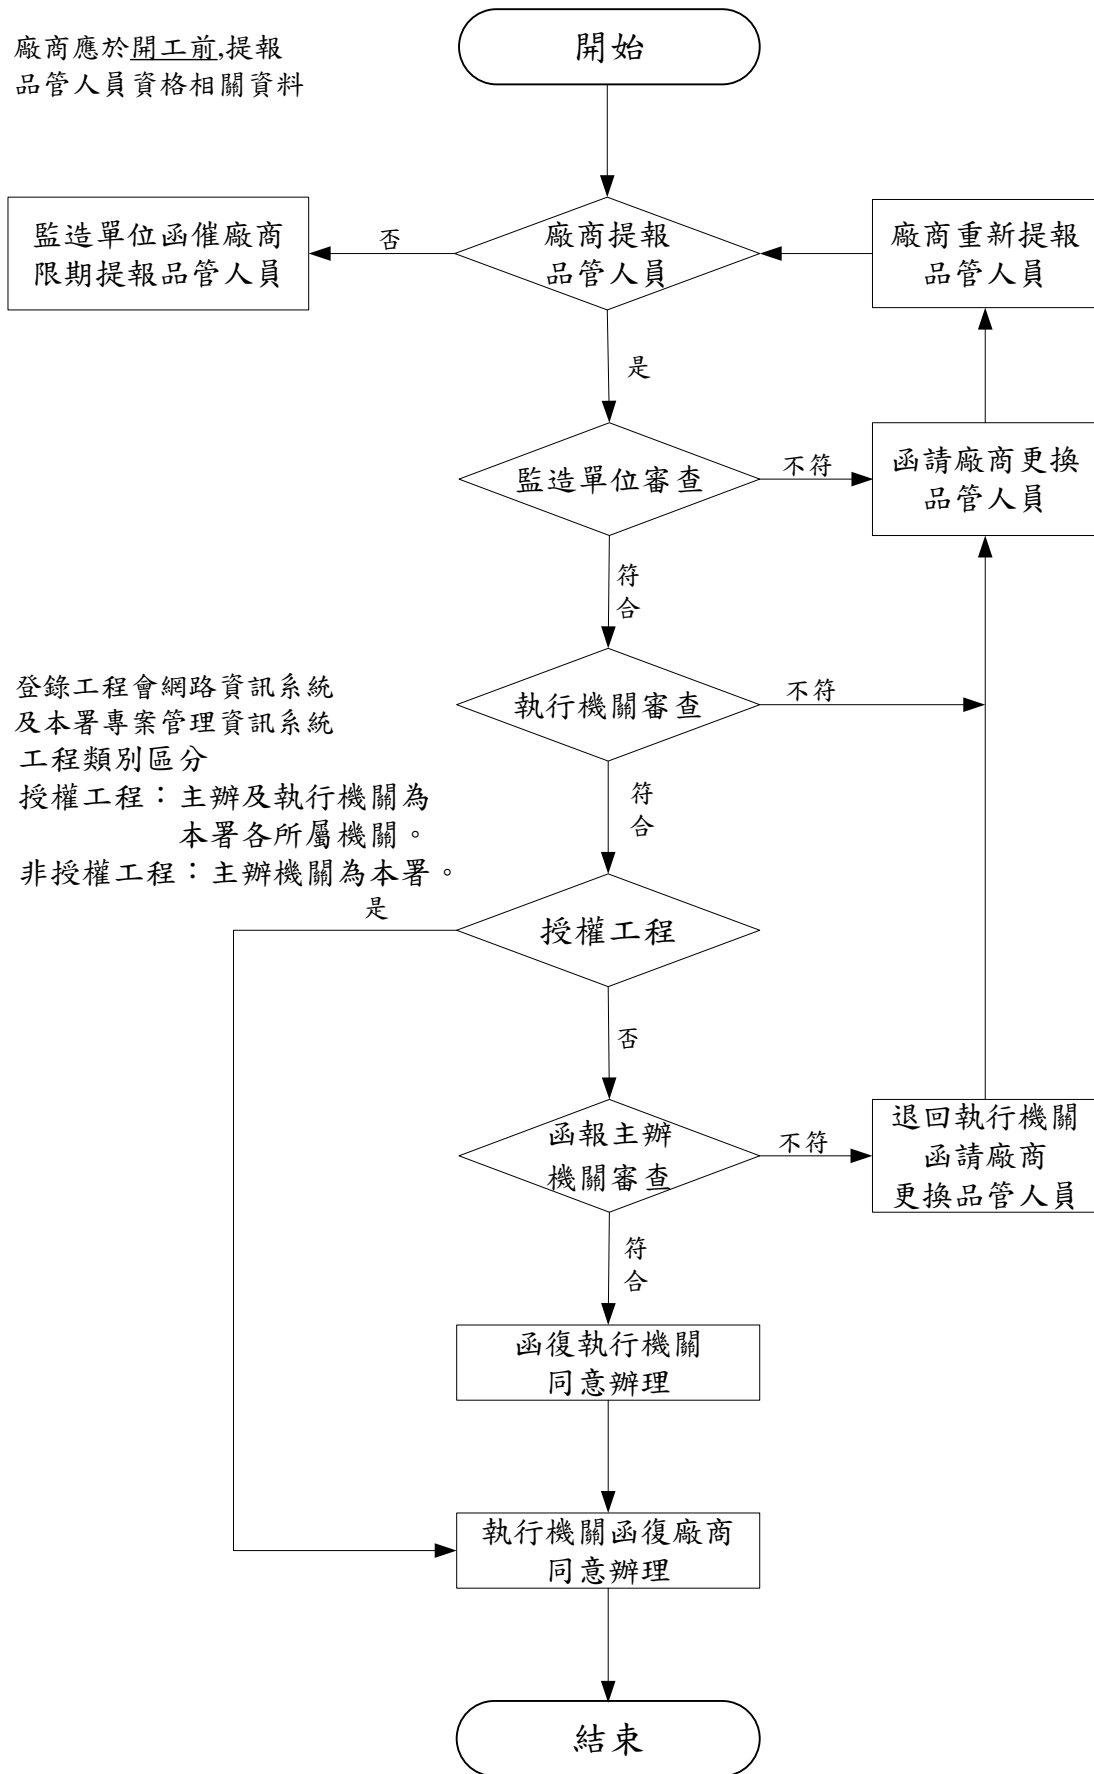 開始
廠商應於開工前,提報
品管人員資格相關資料
監造單位函催廠商
限期提報品管人員
否
廠商提報
品管人員
廠商重新提報
品管人員
是
監造單位審查
不符
函請廠商更換
品管人員
符
合
執行機關審查
不符
登錄工程會網路資訊系統
及本署專案管理資訊系統
工程類別區分
授權工程：主辦及執行機關為
本署各所屬機關。
非授權工程：主辦機關為本署。
符
合
是
授權工程
否
函報主辦
機關審查
不符
退回執行機關
函請廠商
更換品管人員
符
合
函復執行機關
同意辦理
執行機關函復廠商
同意辦理
結束